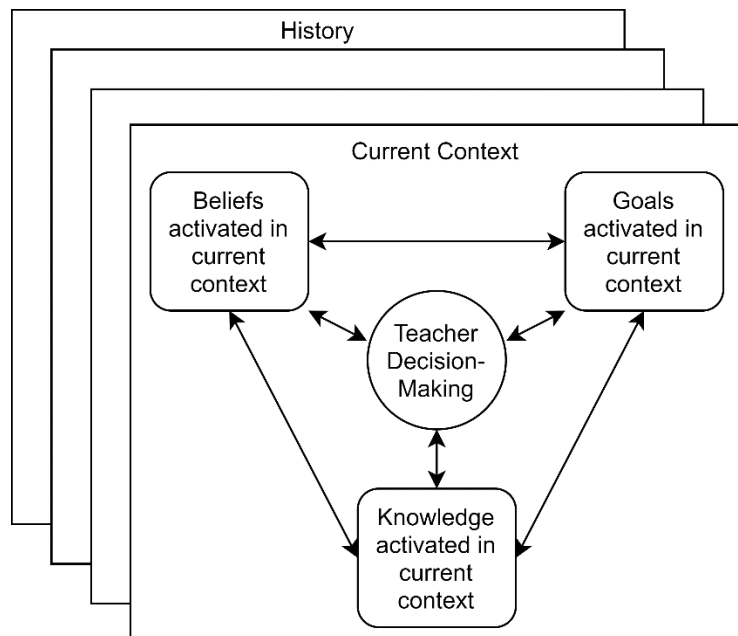 History
Current Context
Beliefs
activated in
current
context
Goals
activated in
current
context
Teacher
Decision-
Making
Knowledge
activated in
current
context